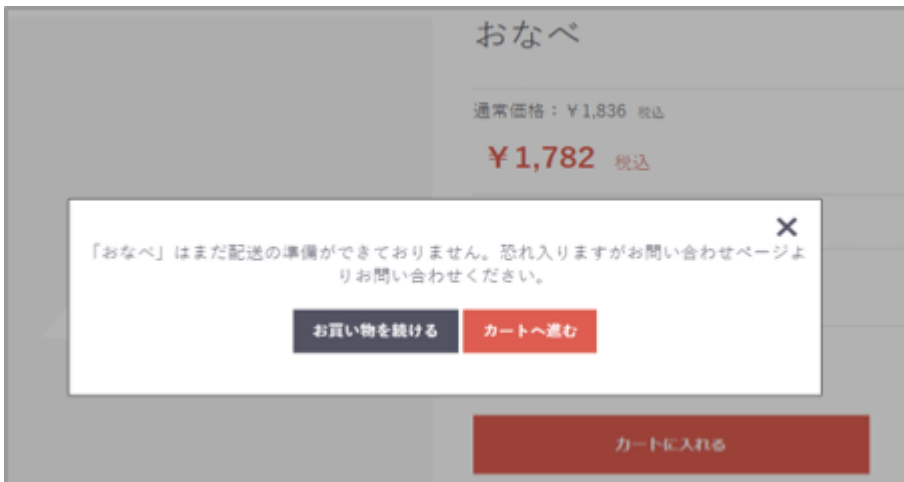 おなべ
通常価格：￥1,836 税込
￥1,782 税込
「おなべ」はまだ配送の準備ができておりません。恐れ入りますがお問い合わせページよ
りお問い合わせください。
お買い物を続ける カートへ進む
カートに入れる